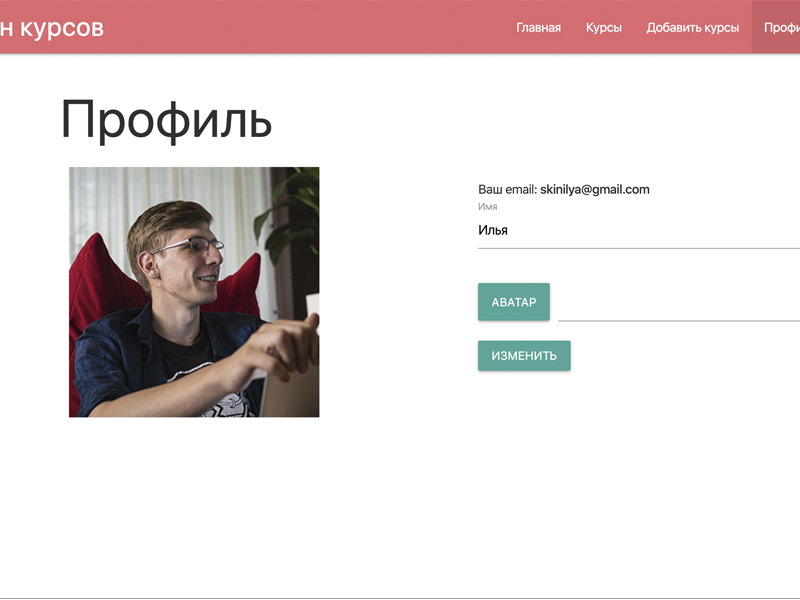 н курсов
Главная Курсы Добавить курсы Профи
Профиль
Ваш email: skinilya@gmail.com
Имя
Илья
АВАТАР
ИЗМЕНИТЬ